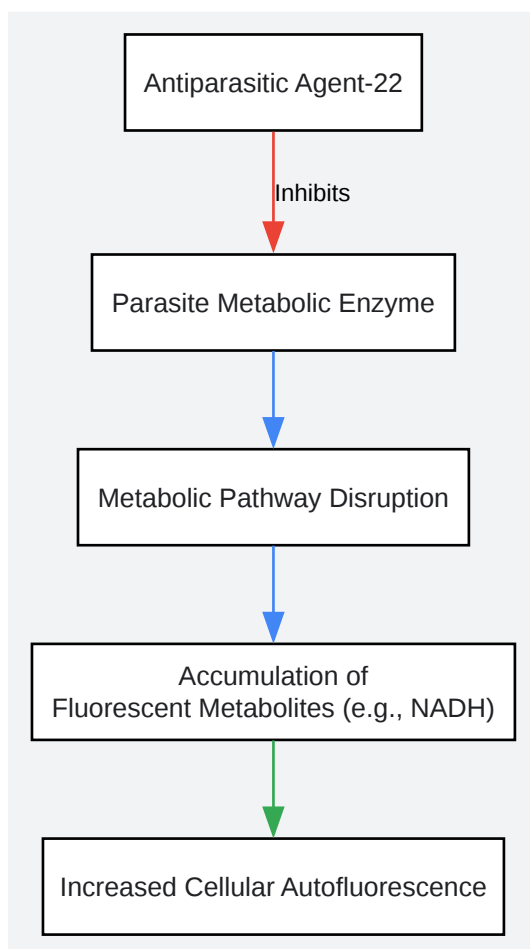 Antiparasitic Agent-22
Inhibits
Parasite Metabolic Enzyme
Metabolic Pathway Disruption
Accumulation of
Fluorescent Metabolites (e.g., NADH)
Increased Cellular Autofluorescence